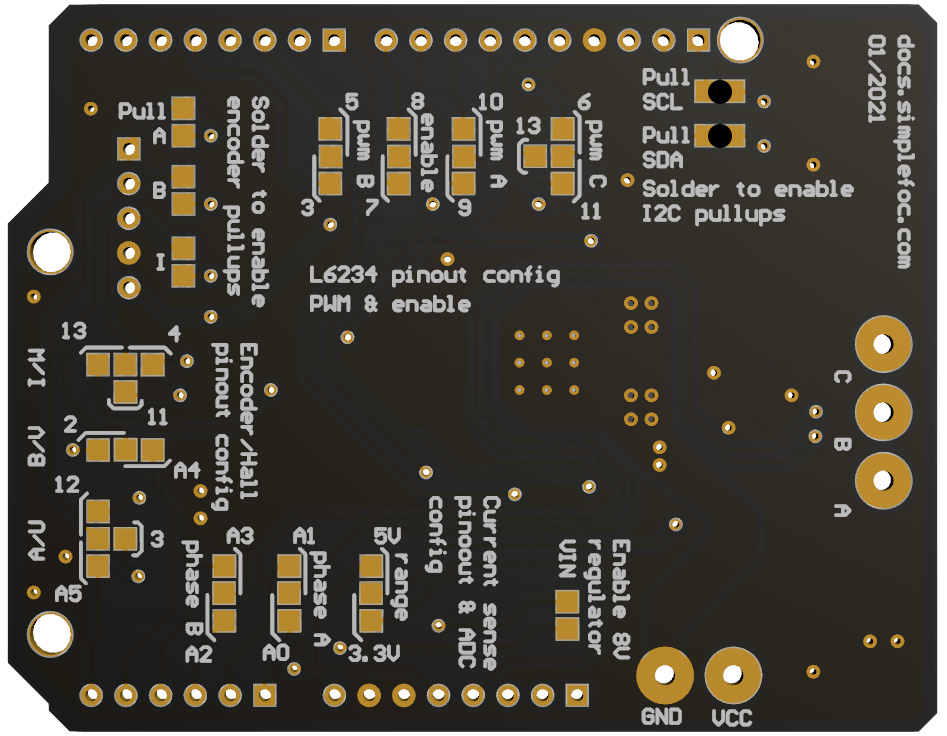 docs.simplefoc.com
01/2021
Pull
SCL
Pull
SDA
Solder to enable
I2C pullups
Pull
A
B
I
Solder to enable
encoder pullups
5
pwm B
3
8
enable
7
10
pwm A
9
6
13
pwm C
11
L6234 pinout config
PWM & enable
13
4
I/W
11
2
B/V
A4
12
A/U
3
A5
Encoder/Hall
pinout config
A3
phase B
A2
A1
phase A
A0
5V
range
3.3V
Current sense
pinoout & ADC
config
Enable 8V
regulator
VIN
C
B
A
GND
VCC